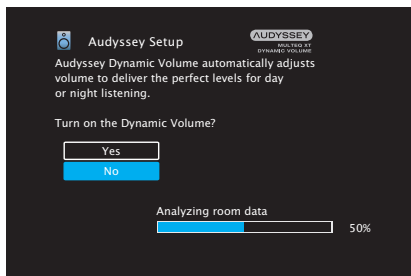 Audyssey Setup
AUDYSSEY
MULTEQ XT
DYNAMIC VOLUME
Audyssey Dynamic Volume automatically adjusts
volume to deliver the perfect levels for day
or night listening.
Turn on the Dynamic Volume?
Yes
No
Analyzing room data
50%